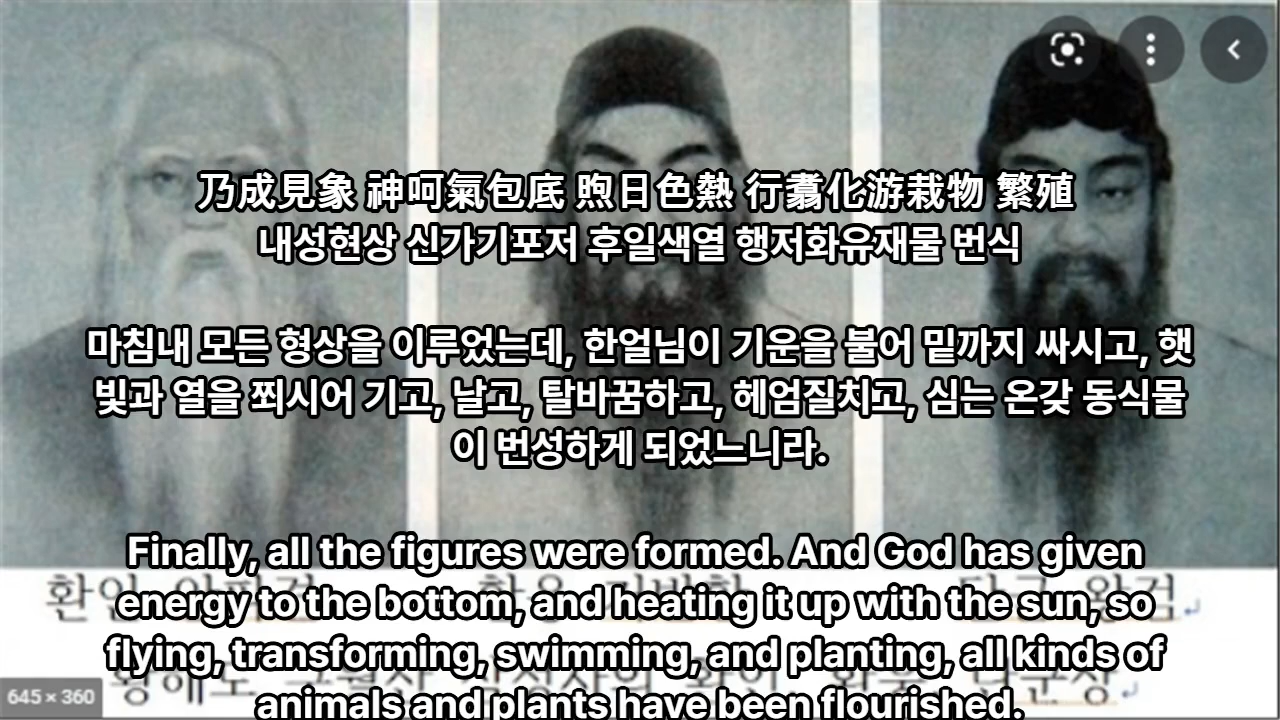 乃成見象 神呵氣包底 煦日色熱 行翥化游栽物 繁殖
내성현상 신가기포저 후일색열 행저화유재물 번식
마침내 모든 형상을 이루었는데, 한얼님이 기운을 불어 밑까지 싸시고, 햇
빛과 열을 쬐시어 기고, 날고, 탈바꿈하고, 헤엄질치고, 심는 온갖 동식물
이 번성하게 되었느니라.
Finally, all the figures were formed. And God has given
energy to the bottom, and heating it up with the sun, so
flying, transforming, swimming, and planting, all kinds of
animals and plants have been flourished.
645 × 360